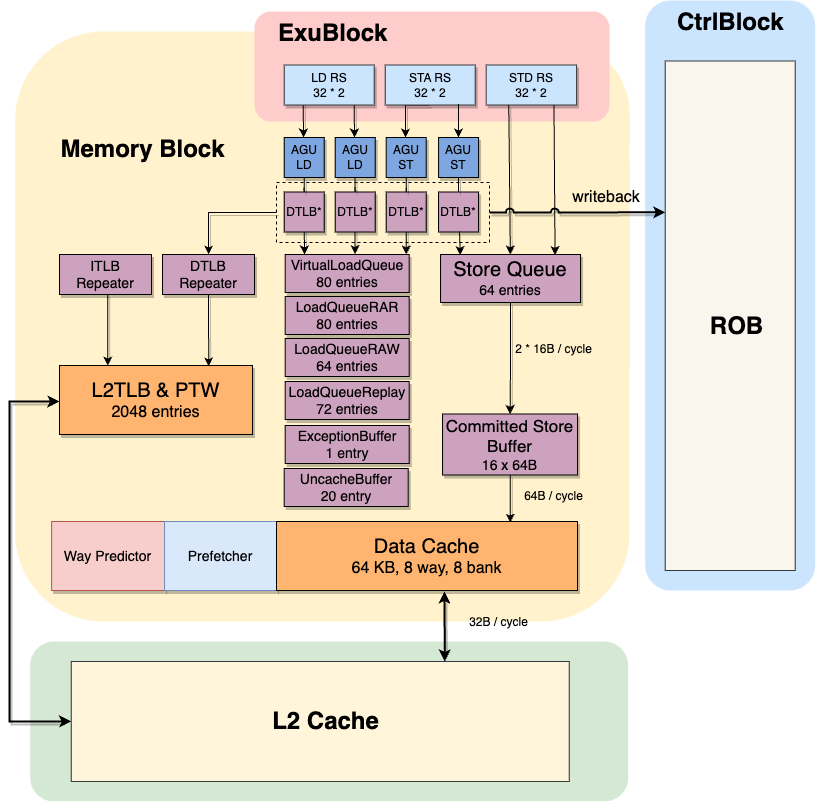 ExuBlock
CtrlBlock
LD RS
32 * 2
STA RS
32 * 2
STD RS
32 * 2
Memory Block
AGU
LD
AGU
LD
AGU
ST
AGU
ST
DTLB*
DTLB*
DTLB*
DTLB*
writeback
ITLB
Repeater
DTLB
Repeater
VirtualLoadQueue
80 entries
Store Queue
64 entries
LoadQueueRAR
80 entries
ROB
LoadQueueRAW
64 entries
2 * 16B / cycle
L2TLB & PTW
2048 entries
LoadQueueReplay
72 entries
ExceptionBuffer
1 entry
Committed Store
Buffer
16 x 64B
UncacheBuffer
20 entry
64B / cycle
Way Predictor
Prefetcher
Data Cache
64 KB, 8 way, 8 bank
32B / cycle
L2 Cache